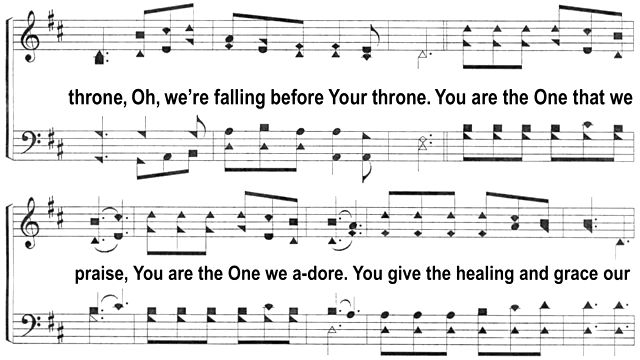 throne, Oh, we're falling before Your throne. You are the One that we
praise, You are the One we a-dore. You give the healing and grace our